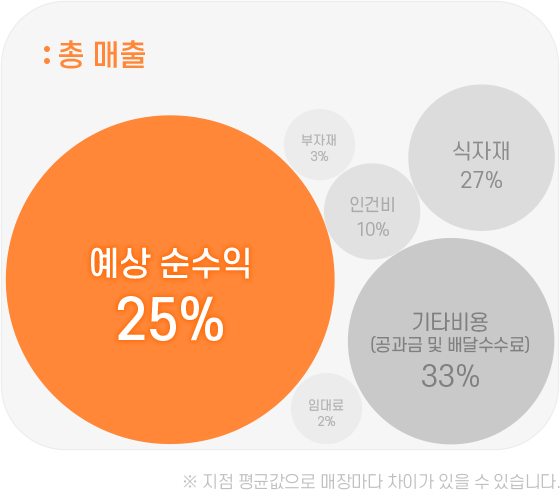 : 총 매출
부자재
3%
식자재
27%
인건비
10%
예상 순수익
25%
기타비용
(공과금 및 배달수수료)
33%
임대료
2%
※ 지점 평균값으로 매장마다 차이가 있을 수 있습니다.